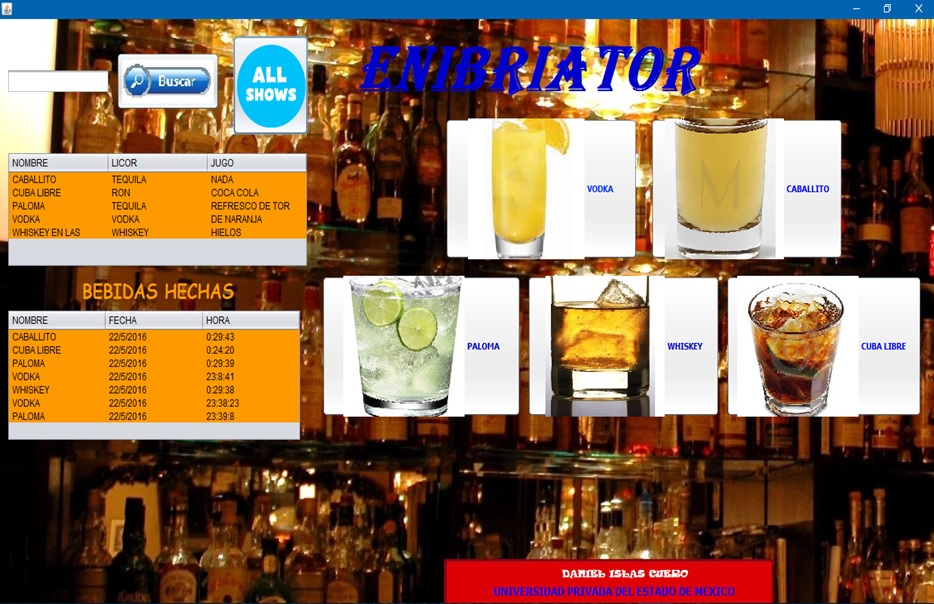 Buscar
ALL
SHOWS
ENIBRIATOR
NOMBRE LICOR JUGO
CABALLITO TEQUILA NADA
CUBA LIBRE RON COCA COLA
PALOMA TEQUILA REFRESCO DE TOR
VODKA VODKA DE NARANJA
WHISKEY EN LAS WHISKEY HIELOS
VODKA
M
CABALLITO
BEBIDAS HECHAS
NOMBRE FECHA HORA
CABALLITO 22/5/2016 0:29:43
CUBA LIBRE 22/5/2016 0:24:20
PALOMA 22/5/2016 0:29:39
VODKA 22/5/2016 23:8:41
WHISKEY 22/5/2016 0:29:38
VODKA 22/5/2016 23:38:23
PALOMA 22/5/2016 23:39:8
PALOMA
WHISKEY
CUBA LIBRE
DANIEL ISLAS CUERO
UNIVERSIDAD PRIVADA DEL ESTADO DE MEXICO